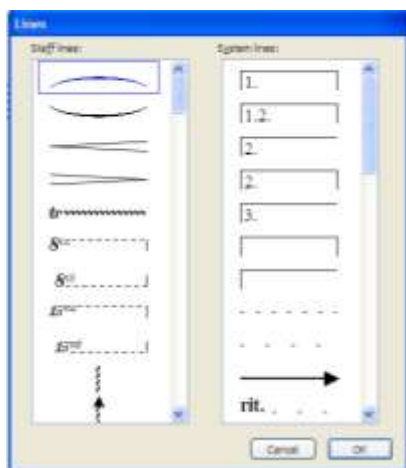 Lines
Staff lines:
tr
8va
8vb
15ma
15mb
System lines:
1.
1.2.
2.
2.
3.
rit.
Cancel
OK